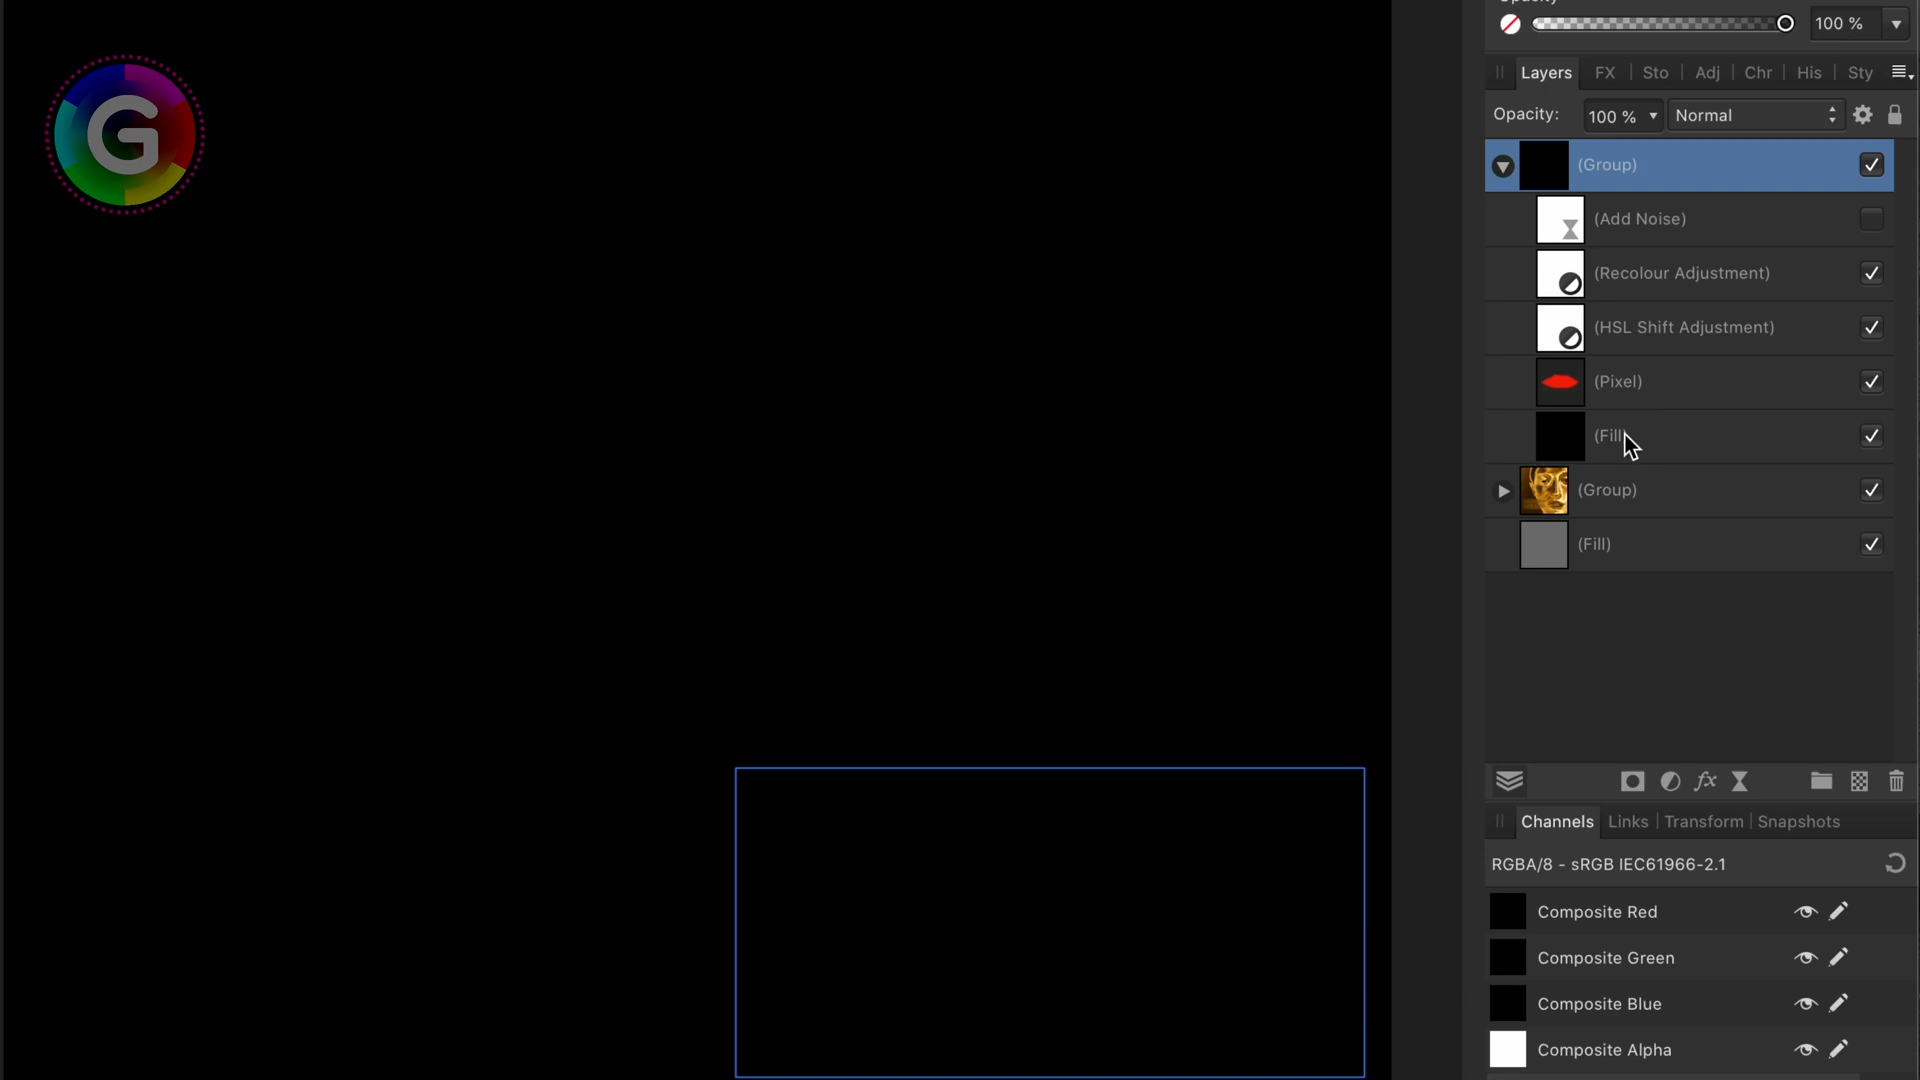 G
100 %
Layers FX Sto Adj Chr His Sty
Opacity: 100 % Normal
(Group)
(Add Noise)
(Recolour Adjustment)
(HSL Shift Adjustment)
(Pixel)
(Fill)
(Group)
(Fill)
fx
Channels Links Transform Snapshots
RGBA/8 - sRGB IEC61966-2.1
Composite Red
Composite Green
Composite Blue
Composite Alpha